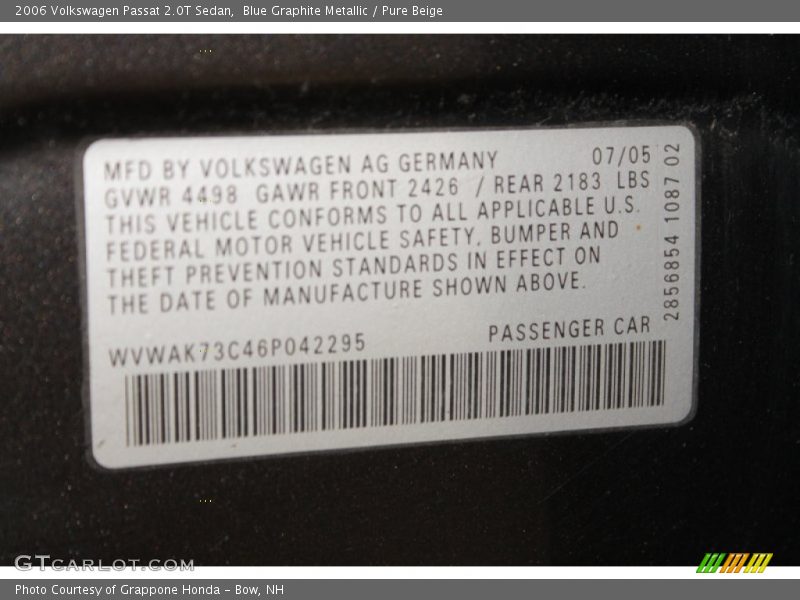 2006 Volkswagen Passat 2.0T Sedan,  Blue Graphite Metallic / Pure Beige
MFD BY VOLKSWAGEN AG GERMANY 07/05
GVWR 4498 GAWR FRONT 2426 / REAR 2183 LBS
THIS VEHICLE CONFORMS TO ALL APPLICABLE U.S.
FEDERAL MOTOR VEHICLE SAFETY, BUMPER AND
THEFT PREVENTION STANDARDS IN EFFECT ON
THE DATE OF MANUFACTURE SHOWN ABOVE.
2856854 1087 02
WVWAK73C46P042295 PASSENGER CAR
GTCARLOT.COM
Photo Courtesy of Grappone Honda - Bow, NH